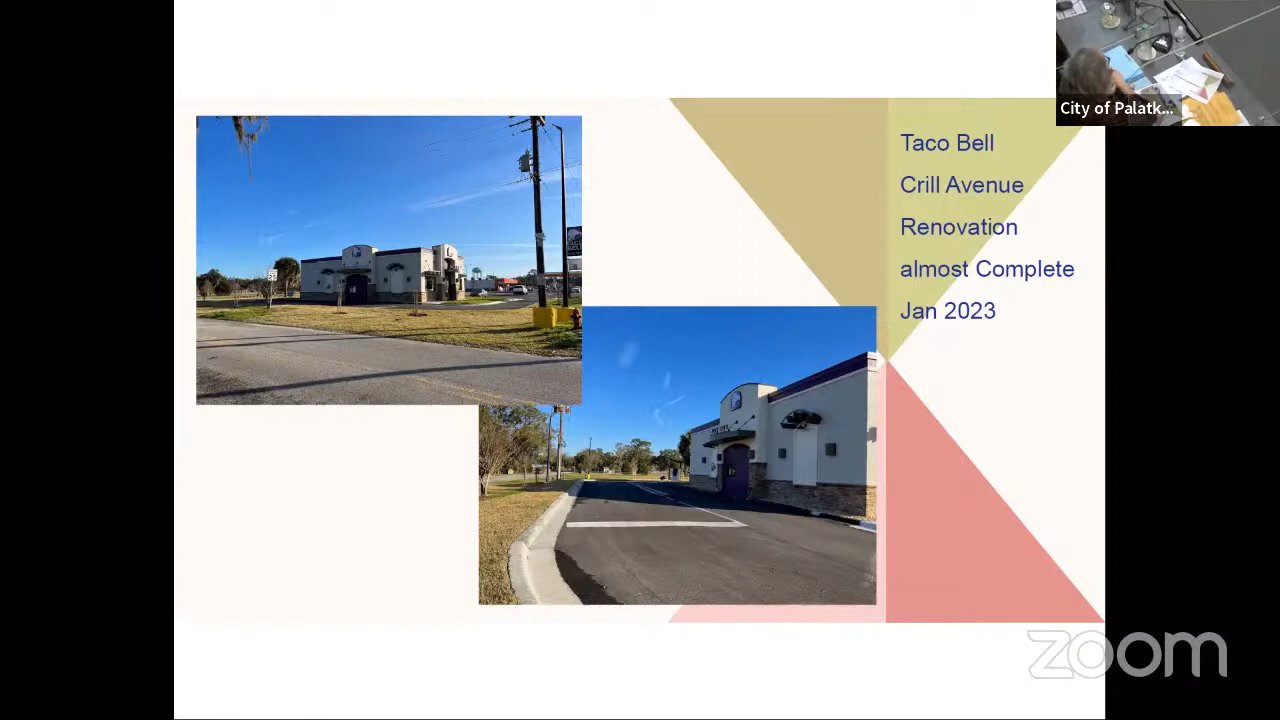 City of Palatk...
Taco Bell
Crill Avenue
Renovation
almost Complete
Jan 2023
zoom